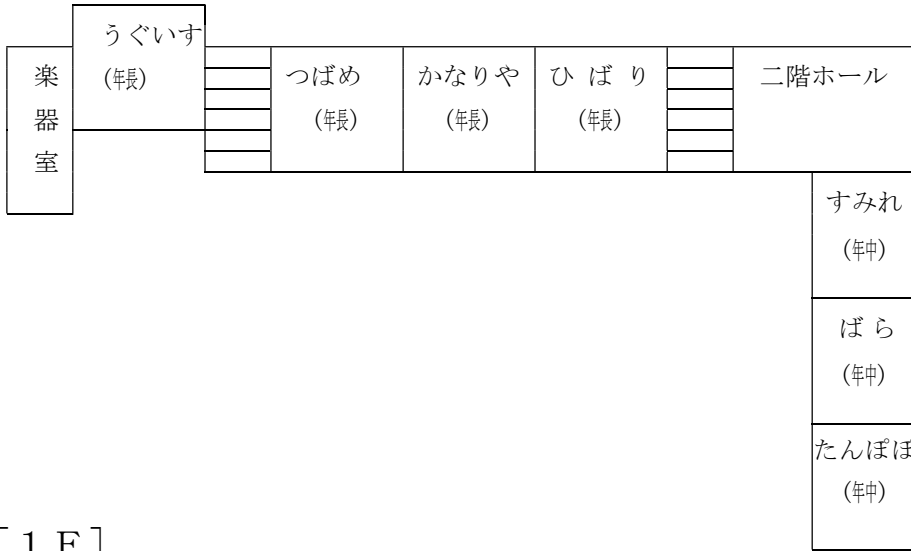 うぐいす
(年長)
楽器室
つばめ
(年長)
かなりや
(年長)
ひばり
(年長)
二階ホール
すみれ
(年中)
ばら
(年中)
たんぽぽ
(年中)
［1F］